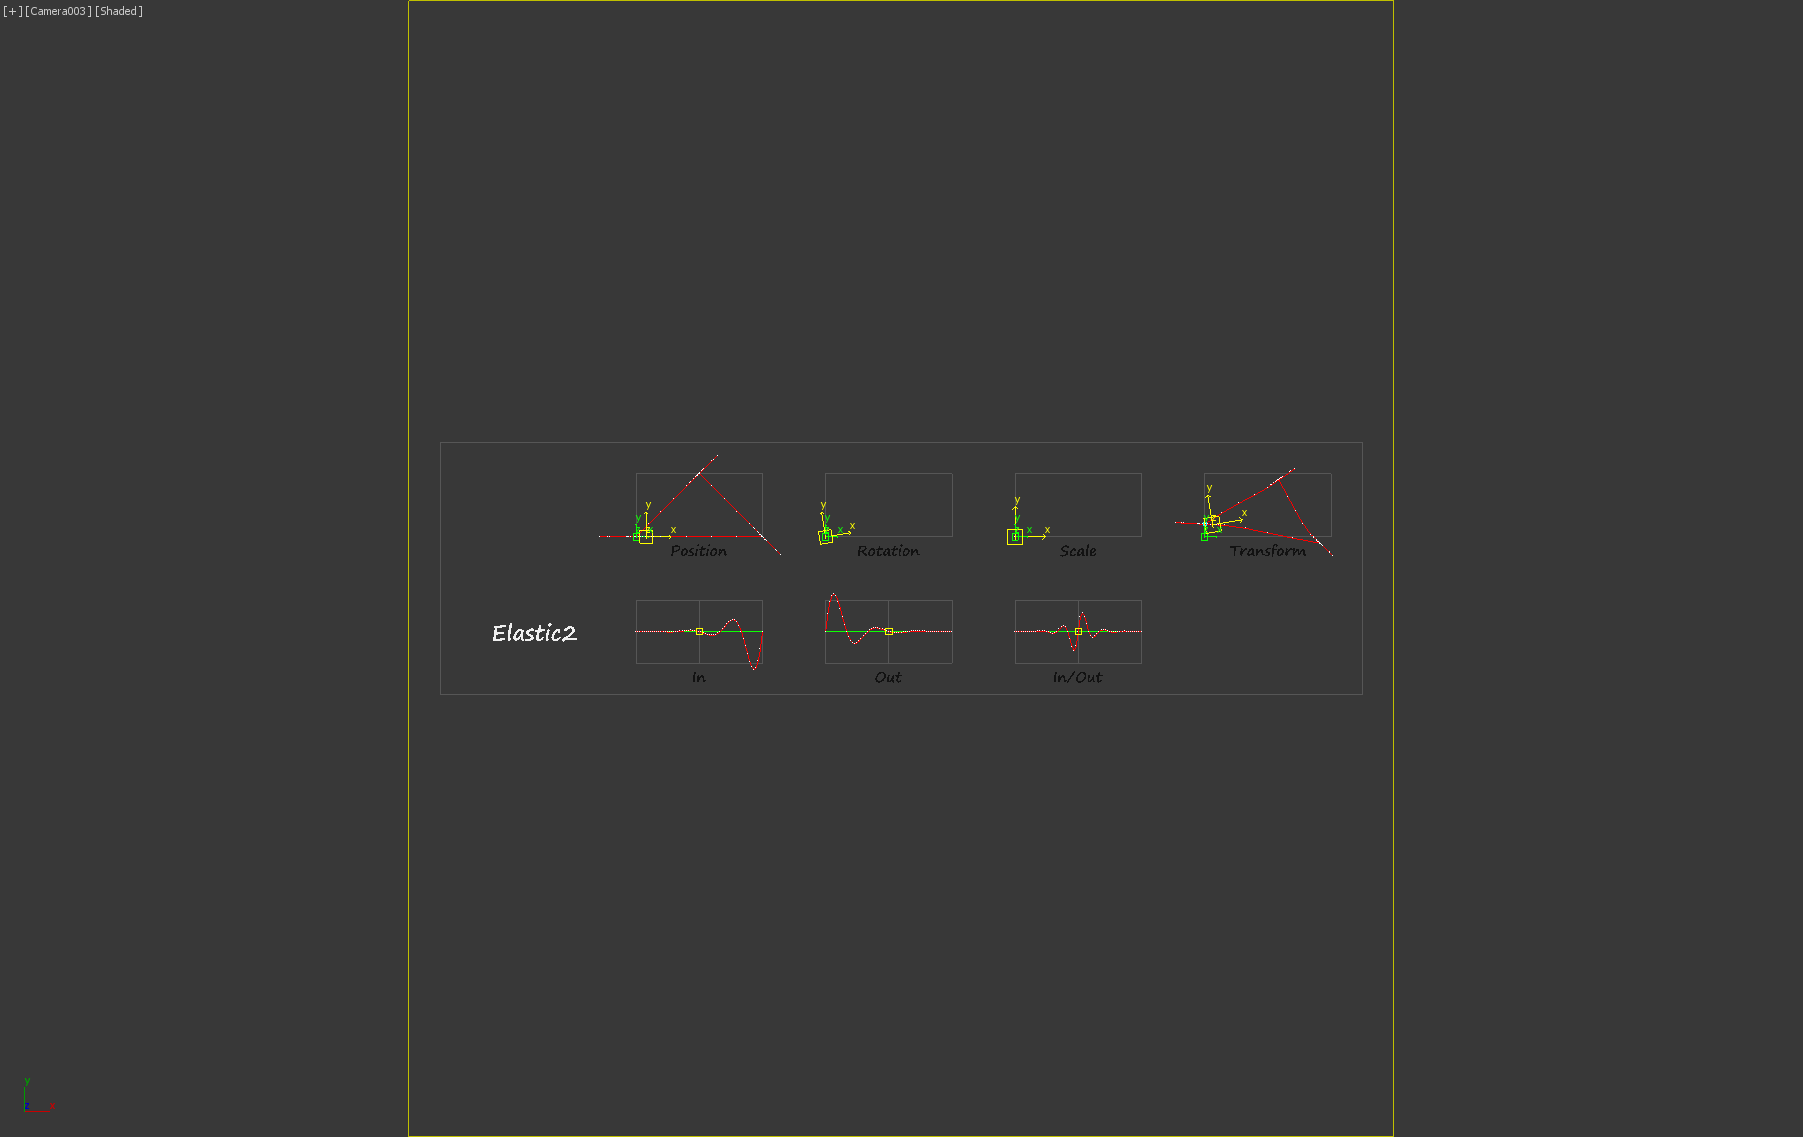 [+][Camera003][Shaded]
y y x
y y x x
y y x x
y x
Position Rotation Scale Transform
Elastic2
In Out In/Out
y
z x